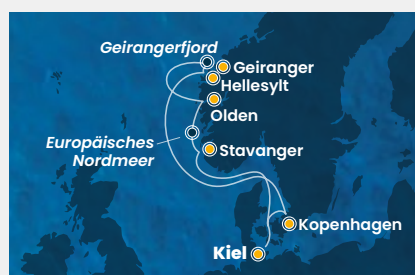 Geirangerfjord
Geiranger
Hellesylt
Olden
Europäisches
Nordmeer
Stavanger
Kopenhagen
Kiel